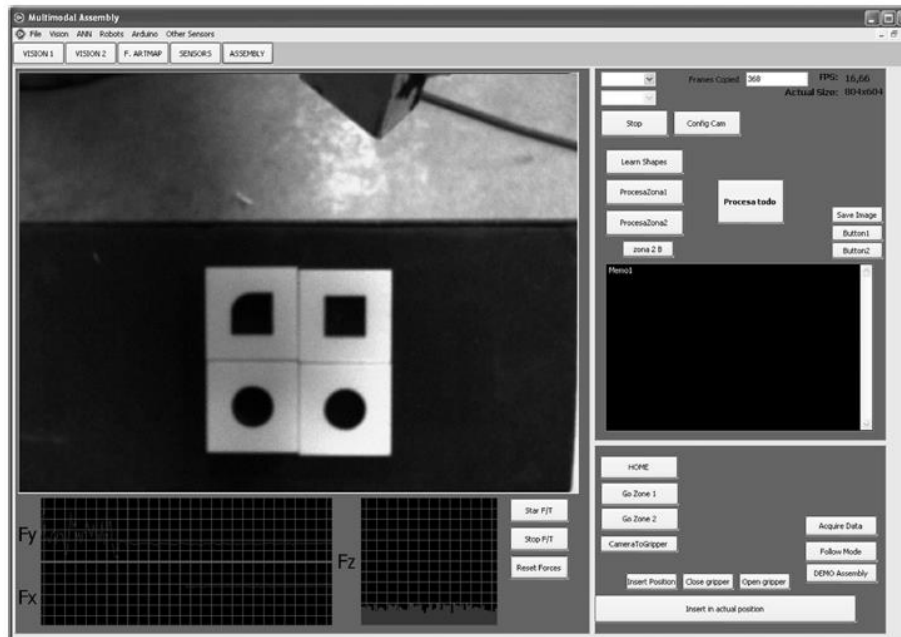 Multimodal Assembly
File Vision ANN Robots Arduino Other Sensors
VISION 1 VISION 2 F. ARTMAP SENSORS ASSEMBLY
Frames Copied: 368 FPS: 16,66
Actual Size: 804x604
Stop Config Cam
Learn Shapes
ProcesaZona1
Procesa todo
ProcesaZona2
Save Image
Button1
zona 2 B
Button2
Memo1
HOME
Go Zone 1
Go Zone 2
CameraToGripper
Acquire Data
Follow Mode
DEMO Assembly
Insert Position Close gripper Open gripper
Insert in actual position
Star F/T
Stop F/T
Reset Forces
Fy
Fx
Fz